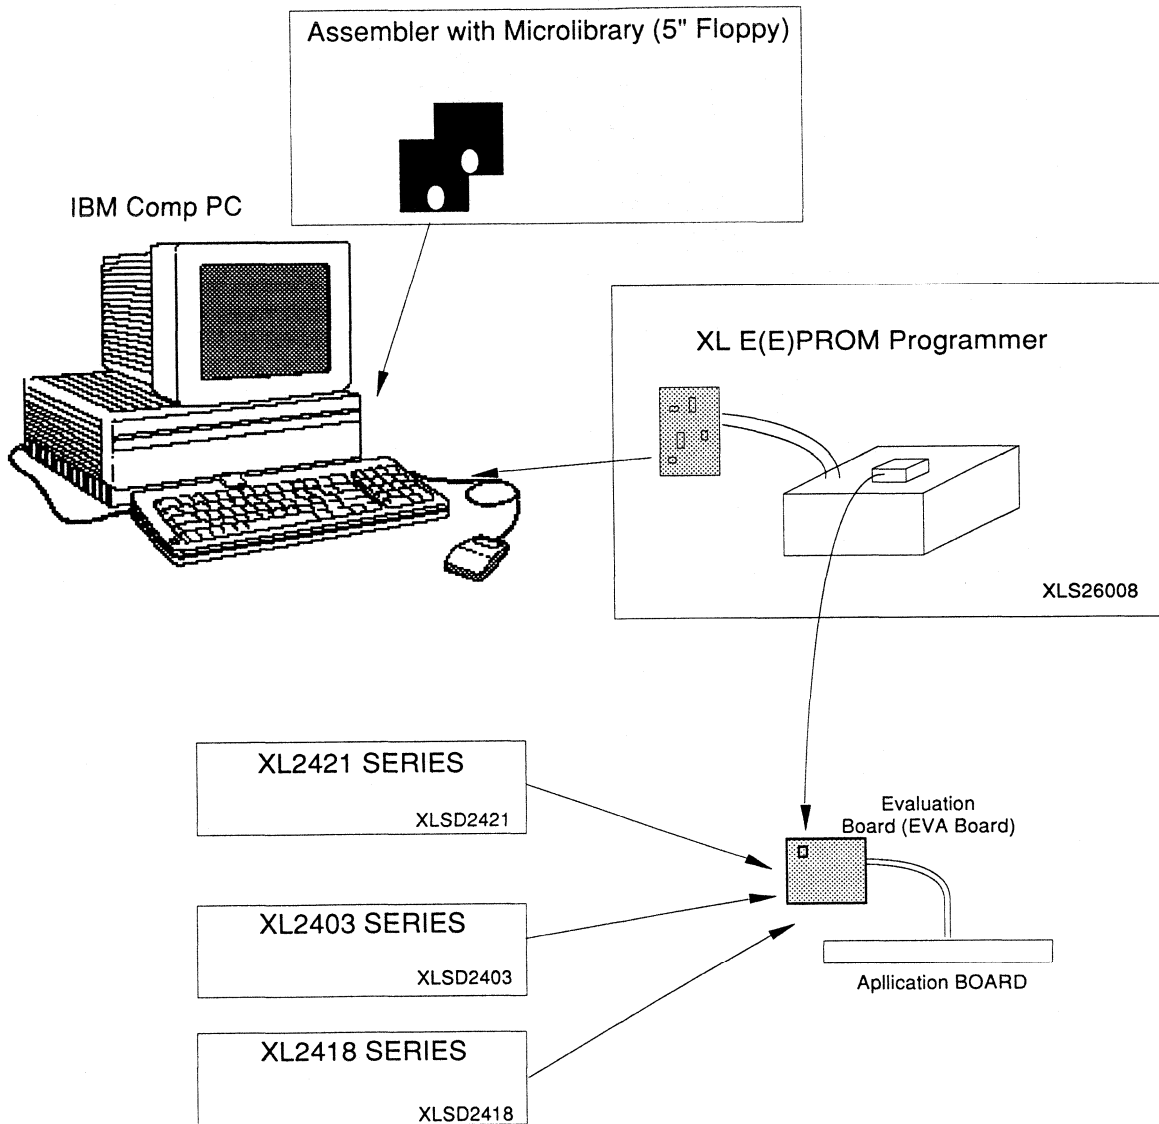 Assembler with Microlibrary (5" Floppy)
IBM Comp PC
XL E(E)PROM Programmer
XLS26008
XL2421 SERIES
XLSD2421
Evaluation
Board (EVA Board)
XL2403 SERIES
XLSD2403
Apllication BOARD
XL2418 SERIES
XLSD2418